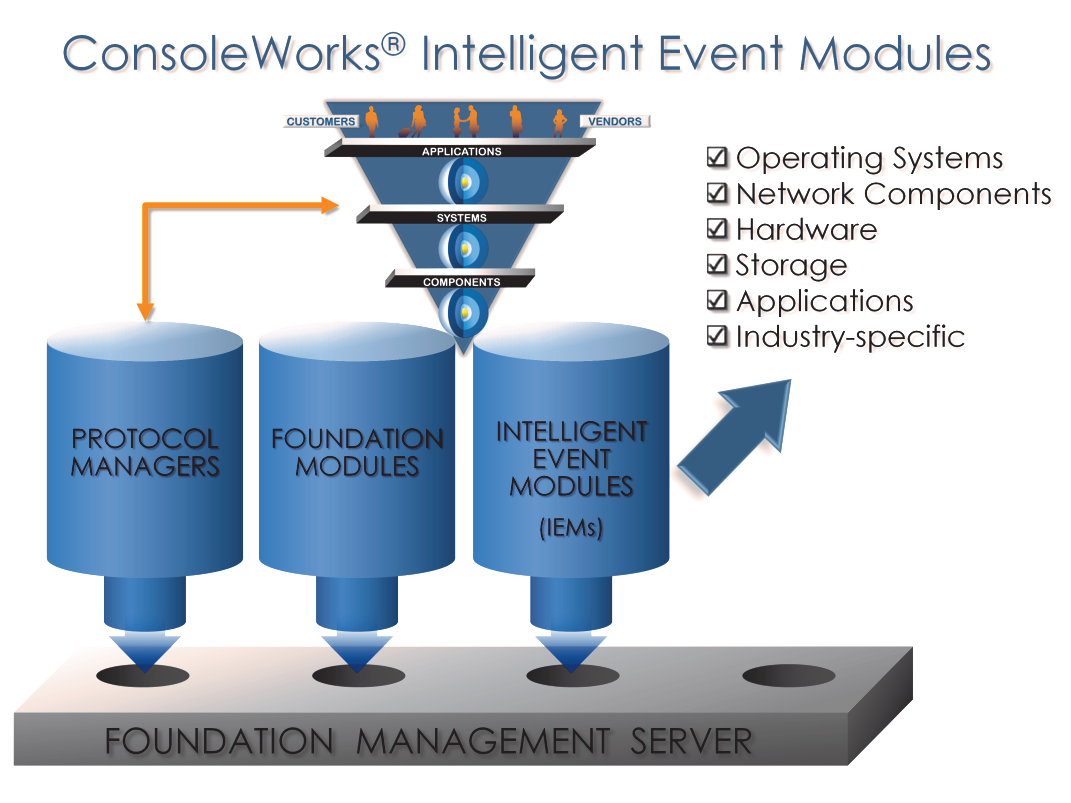 ConsoleWorks® Intelligent Event Modules
CUSTOMERS
VENDORS
APPLICATIONS
SYSTEMS
COMPONENTS
☑ Operating Systems
☑ Network Components
☑ Hardware
☑ Storage
☑ Applications
☑ Industry-specific
PROTOCOL
MANAGERS
FOUNDATION
MODULES
INTELLIGENT
EVENT
MODULES
(IEMs)
FOUNDATION MANAGEMENT SERVER